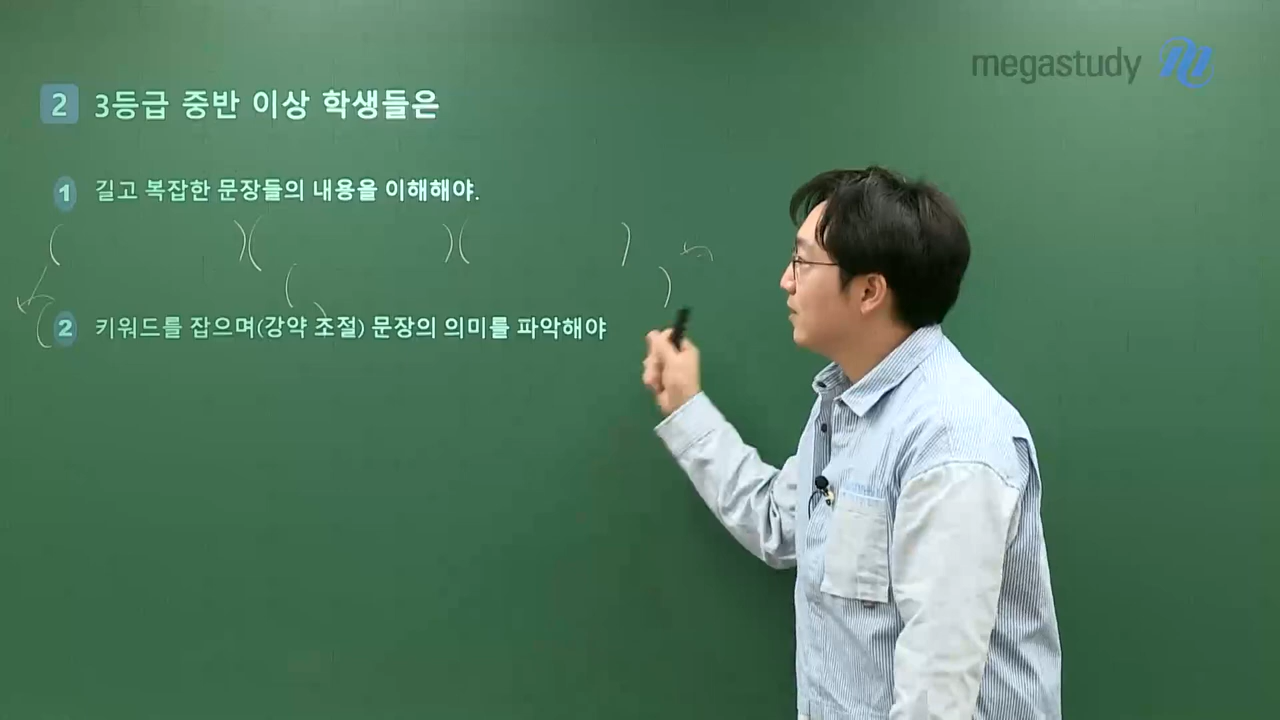 megastudy
2 3등급 중반 이상 학생들은
1 길고 복잡한 문장들의 내용을 이해해야.
( )( )( )
( )
( )
2 키워드를 잡으며(강약 조절) 문장의 의미를 파악해야